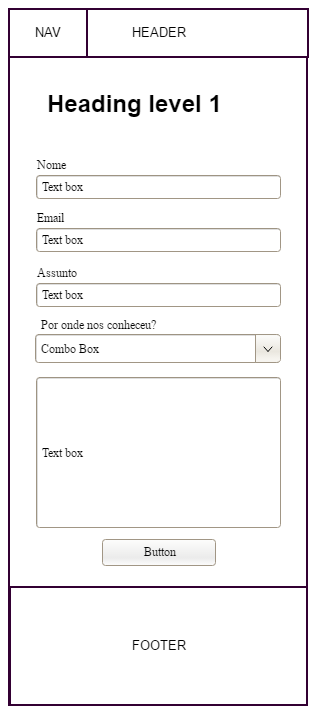 NAV
HEADER
Heading level 1
Nome
Text box
Email
Text box
Assunto
Text box
Por onde nos conheceu?
Combo Box
Text box
Button
FOOTER